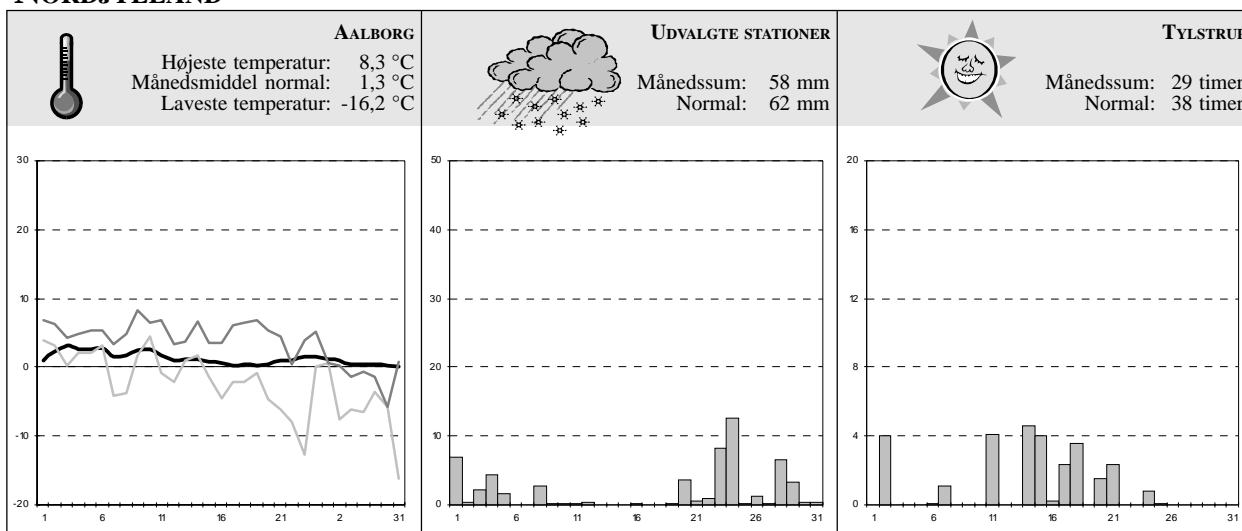 NORDJYLLAND
AALBORG
Højeste temperatur: 8,3 °C
Månedsmiddel normal: 1,3 °C
Laveste temperatur: -16,2 °C
UDVALGTE STATIONER
Månedssum: 58 mm
Normal: 62 mm
TYLSTRUP
Månedssum: 29 timer
Normal: 38 timer
30
20
10
0
-10
-20
1 6 11 16 21 2 31
50
40
30
20
10
0
1 6 11 16 21 26 31
20
16
12
8
4
0
1 6 11 16 21 26 31